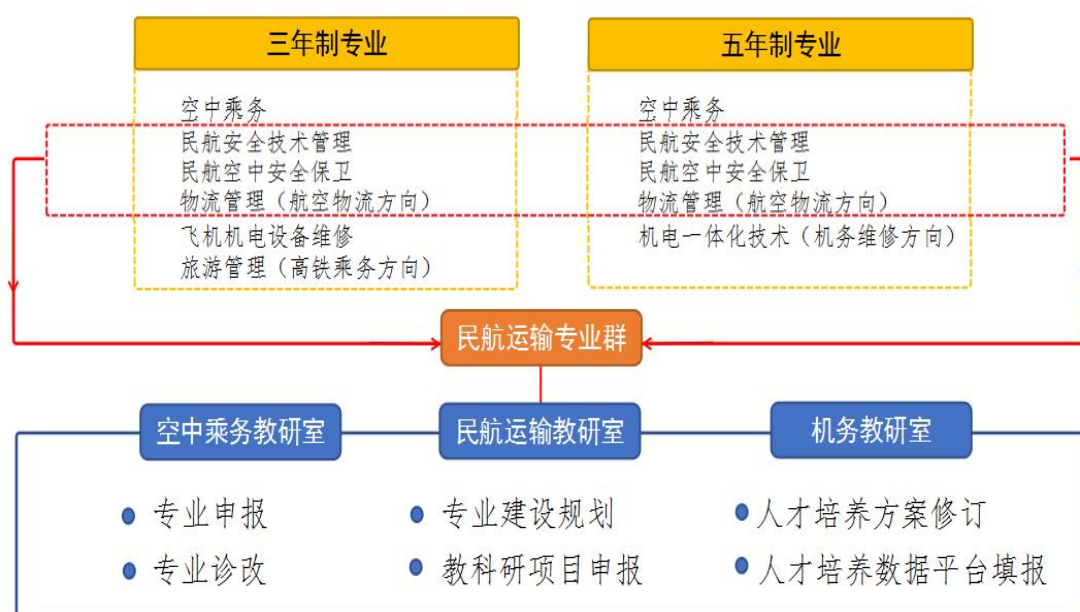 三年制专业
五年制专业
空中乘务
民航安全技术管理
民航空中安全保卫
物流管理（航空物流方向）
飞机机电设备维修
旅游管理（高铁乘务方向）
空中乘务
民航安全技术管理
民航空中安全保卫
物流管理（航空物流方向）
机电一体化技术（机务维修方向）
民航运输专业群
空中乘务教研室
民航运输教研室
机务教研室
专业申报
专业建设规划
人才培养方案修订
专业诊改
教科研项目申报
人才培养数据平台填报